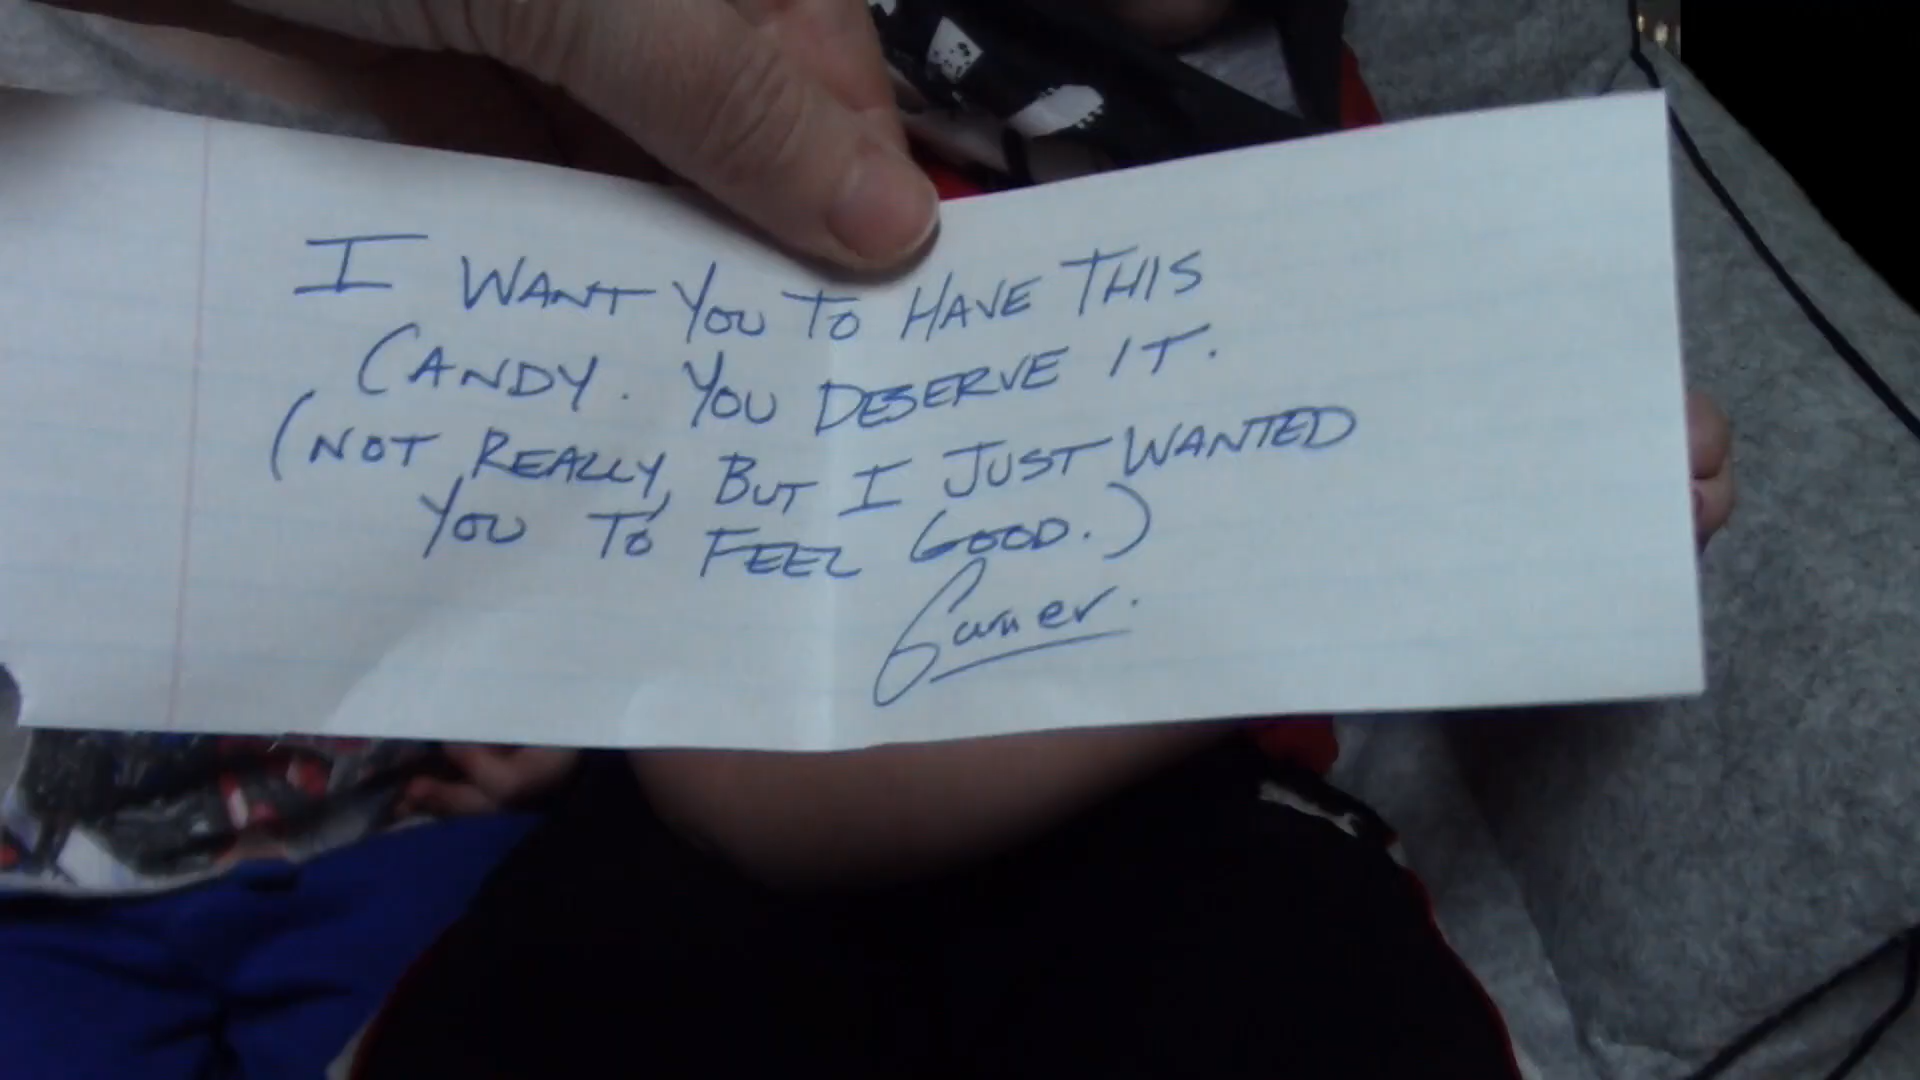 I WANT YOU TO HAVE THIS
CANDY. YOU DESERVE IT.
(NOT REALLY, BUT I JUST WANTED
YOU TO FEEL GOOD.)